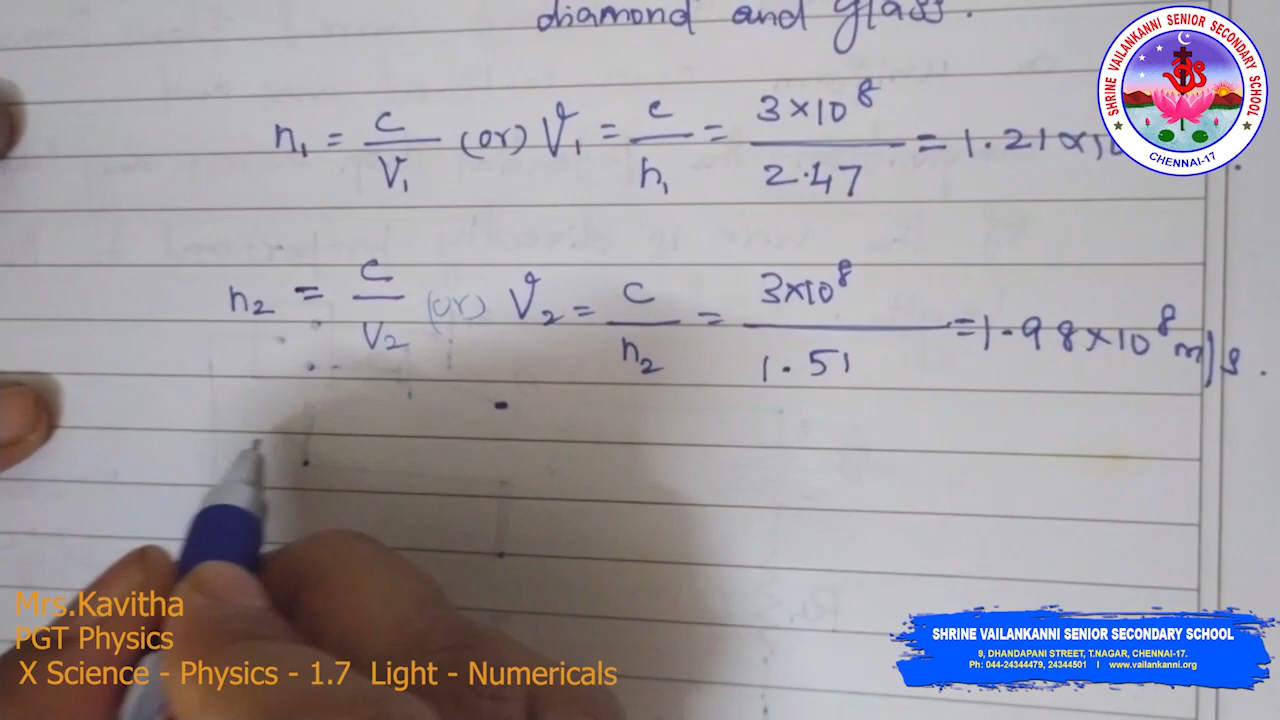 diamond and glass.
n₁ = c/V₁ (or) V₁ = c/n₁ = 3×10⁸/2.47 = 1.21×10
n₂ = c/V₂ (or) V₂ = c/n₂ = 3×10⁸/1.51 = 1.98×10⁸ m/s.
SHRINE VAILANKANNI SENIOR SECONDARY SCHOOL
CHENNAI-17
Mrs.Kavitha
PGT Physics
X Science - Physics - 1.7 Light - Numericals
SHRINE VAILANKANNI SENIOR SECONDARY SCHOOL
9, DHANDAPANI STREET, T.NAGAR, CHENNAI-17.
Ph: 044-24344479, 24344501 I www.vailankanni.org